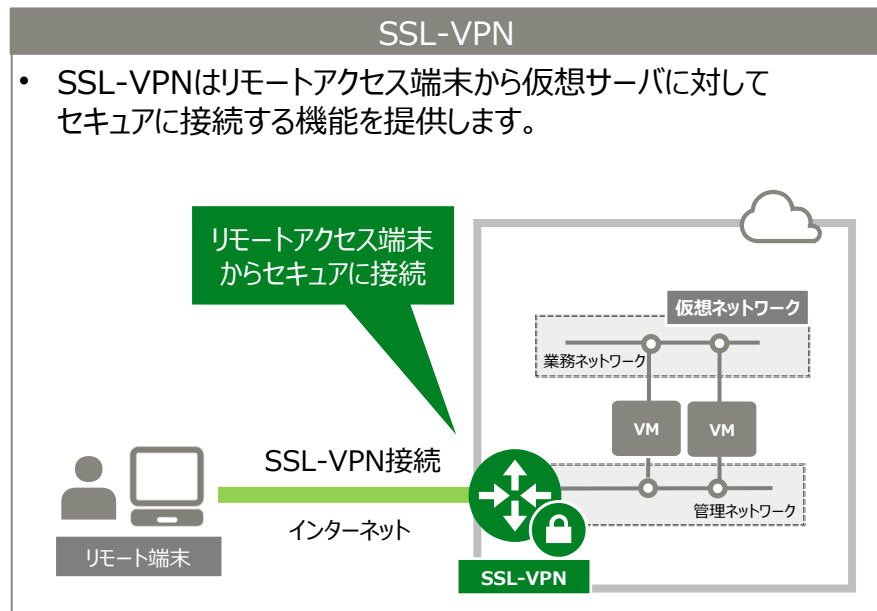 SSL-VPN
• SSL-VPNはリモートアクセス端末から仮想サーバに対して
セキュアに接続する機能を提供します。
リモートアクセス端末
からセキュアに接続
仮想ネットワーク
業務ネットワーク
VM
VM
SSL-VPN接続
管理ネットワーク
インターネット
リモート端末
SSL-VPN